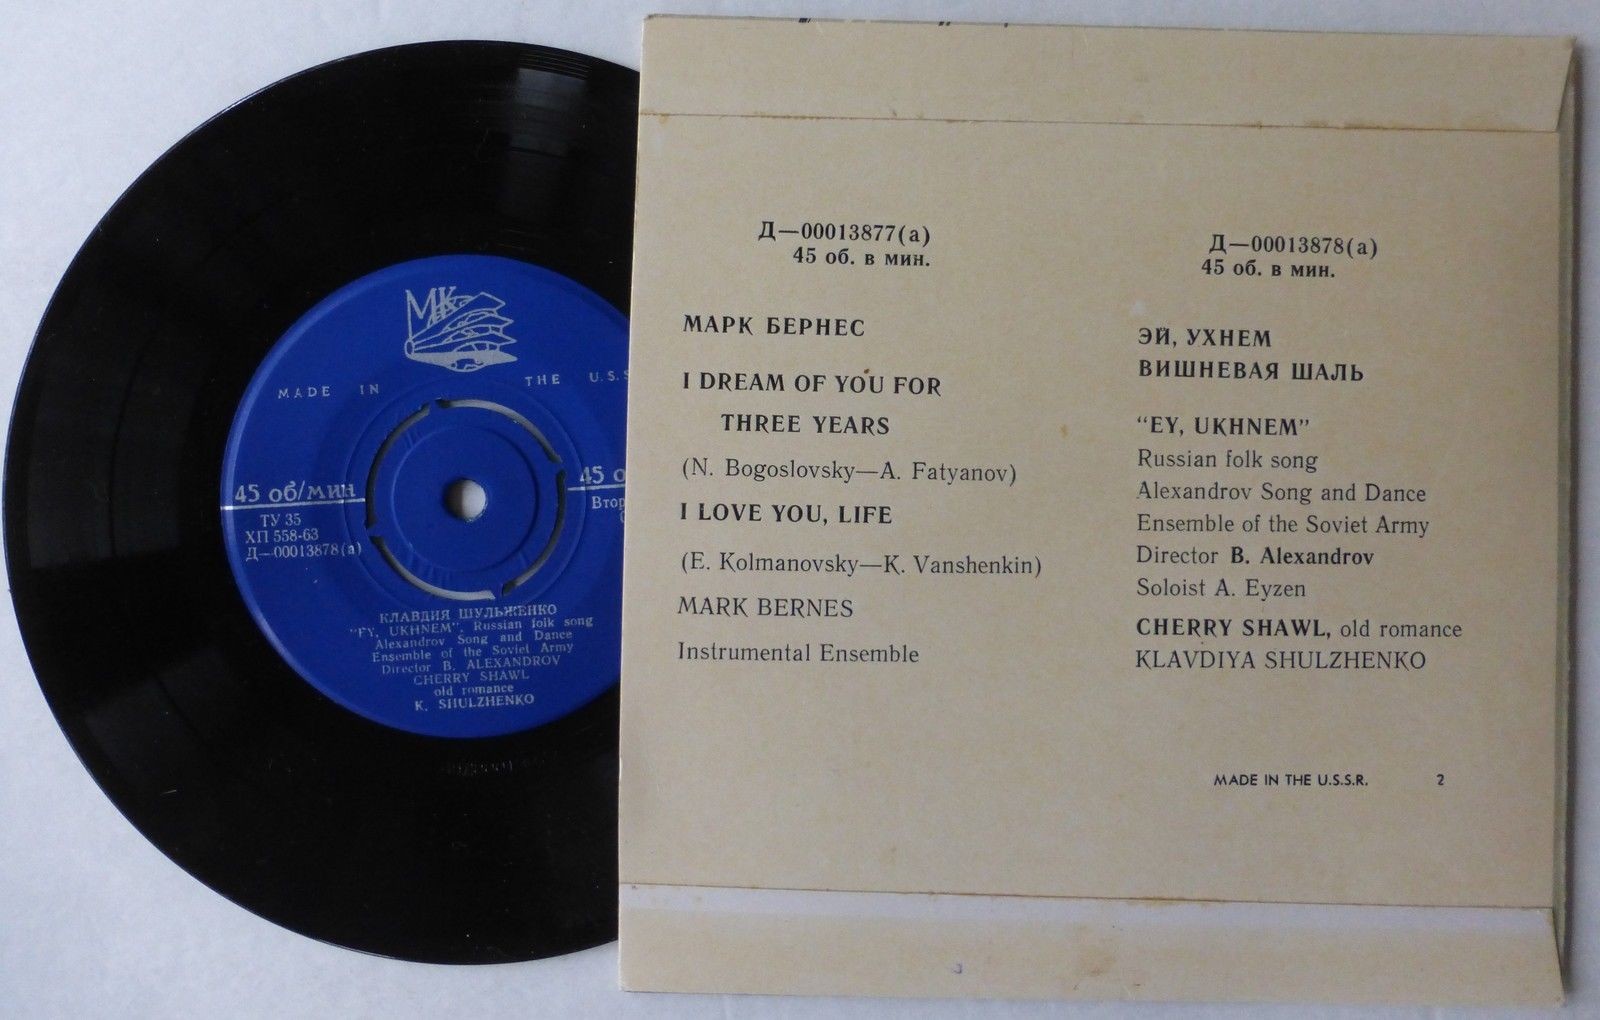 МК
MADE IN THE U.S.S
45 об/мин
45 о
ТУ 35
ХП 558-63
Д—00013878(а)
Втор
КЛАВДИЯ ШУЛЬЖЕНКО
"EY, UKHNEM", Russian folk song
Alexandrov Song and Dance
Ensemble of the Soviet Army
Director B. ALEXANDROV
CHERRY SHAWL
old romance
K. SHULZHENKO
Д—00013877(а)
45 об. в мин.
МАРК БЕРНЕС
I DREAM OF YOU FOR
THREE YEARS
(N. Bogoslovsky—A. Fatyanov)
I LOVE YOU, LIFE
(E. Kolmanovsky—K. Vanshenkin)
MARK BERNES
Instrumental Ensemble
Д—00013878(а)
45 об. в мин.
ЭЙ, УХНЕМ
ВИШНЕВАЯ ШАЛЬ
"EY, UKHNEM"
Russian folk song
Alexandrov Song and Dance
Ensemble of the Soviet Army
Director B. Alexandrov
Soloist A. Eyzen
CHERRY SHAWL, old romance
KLAVDIYA SHULZHENKO
MADE IN THE U.S.S.R. 2